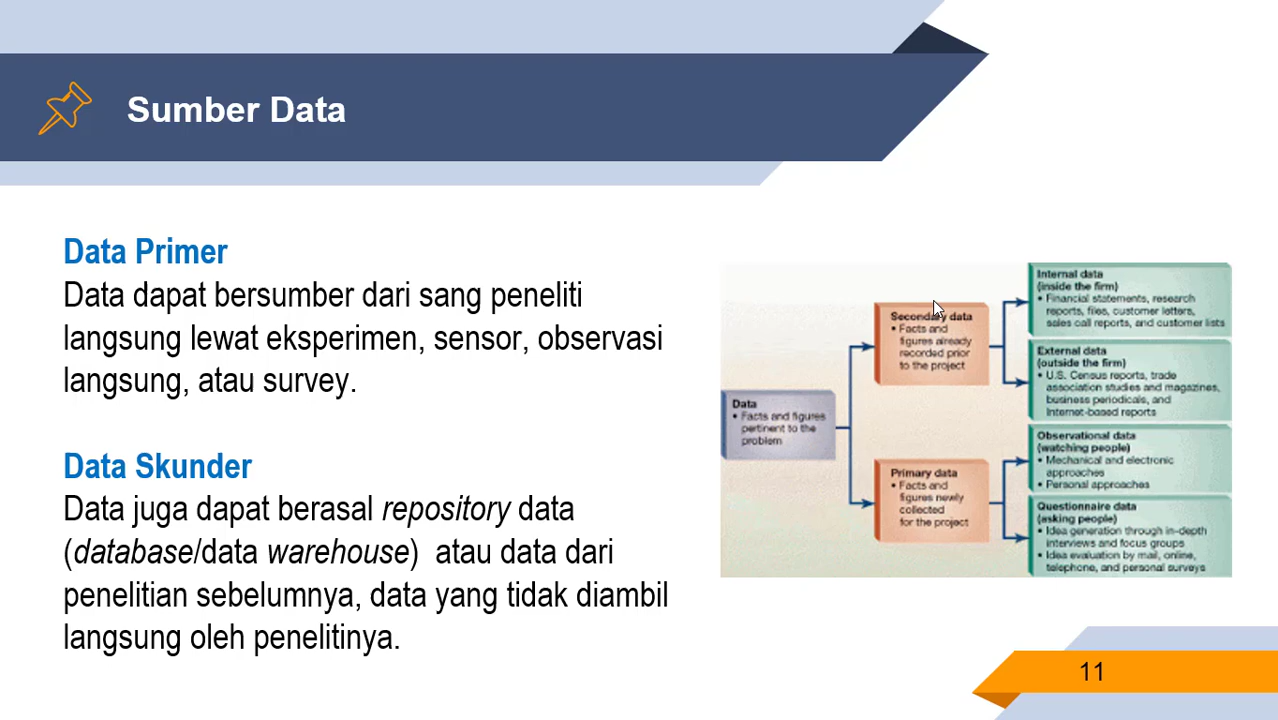 Sumber Data
Data Primer
Data dapat bersumber dari sang peneliti
langsung lewat eksperimen, sensor, observasi
langsung, atau survey.
Data Skunder
Data juga dapat berasal repository data
(database/data warehouse) atau data dari
penelitian sebelumnya, data yang tidak diambil
langsung oleh penelitinya.
Data
• Facts and figures
pertinent to the
problem
Secondary data
• Facts and
figures already
recorded prior
to the project
Primary data
• Facts and
figures newly
collected
for the project
Internal data
(inside the firm)
• Financial statements, research
reports, files, customer letters,
sales call reports, and customer lists
External data
(outside the firm)
• U.S. Census reports, trade
association studies and magazines,
business periodicals, and
Internet-based reports
Observational data
(watching people)
• Mechanical and electronic
approaches
• Personal approaches
Questionnaire data
(asking people)
• Idea generation through in-depth
interviews and focus groups
• Idea evaluation by mail, online,
telephone, and personal surveys
11